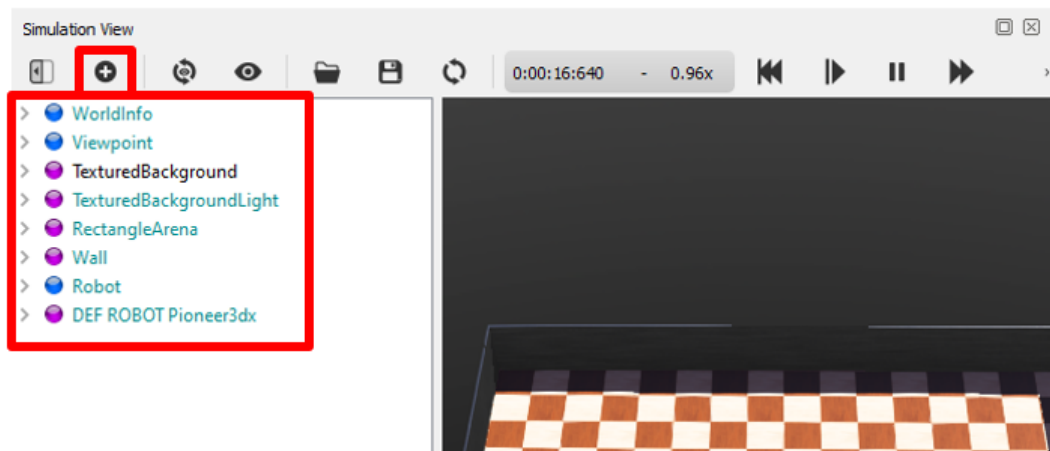 Simulation View
0:00:16:640 - 0.96x
WorldInfo
Viewpoint
TexturedBackground
TexturedBackgroundLight
RectangleArena
Wall
Robot
DEF ROBOT Pioneer3dx